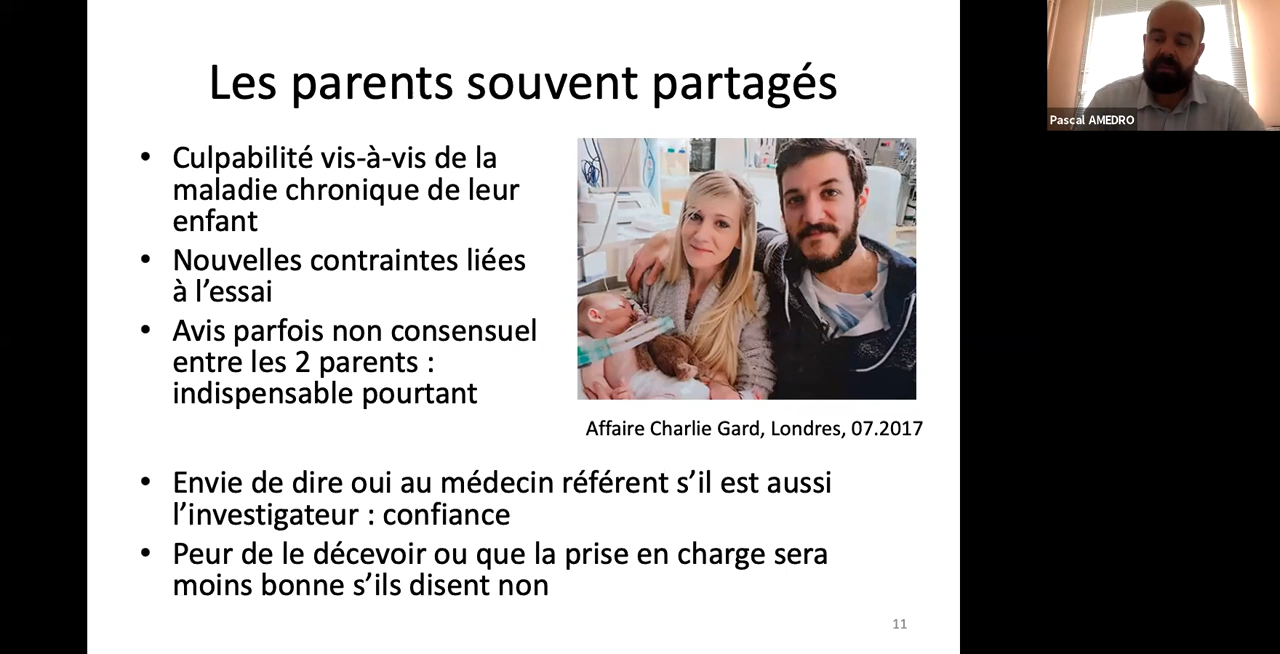 Les parents souvent partagés
• Culpabilité vis-à-vis de la
maladie chronique de leur
enfant
• Nouvelles contraintes liées
à l’essai
• Avis parfois non consensuel
entre les 2 parents :
indispensable pourtant
Affaire Charlie Gard, Londres, 07.2017
• Envie de dire oui au médecin référent s’il est aussi
l’investigateur : confiance
• Peur de le décevoir ou que la prise en charge sera
moins bonne s’ils disent non
11
Pascal AMEDRO